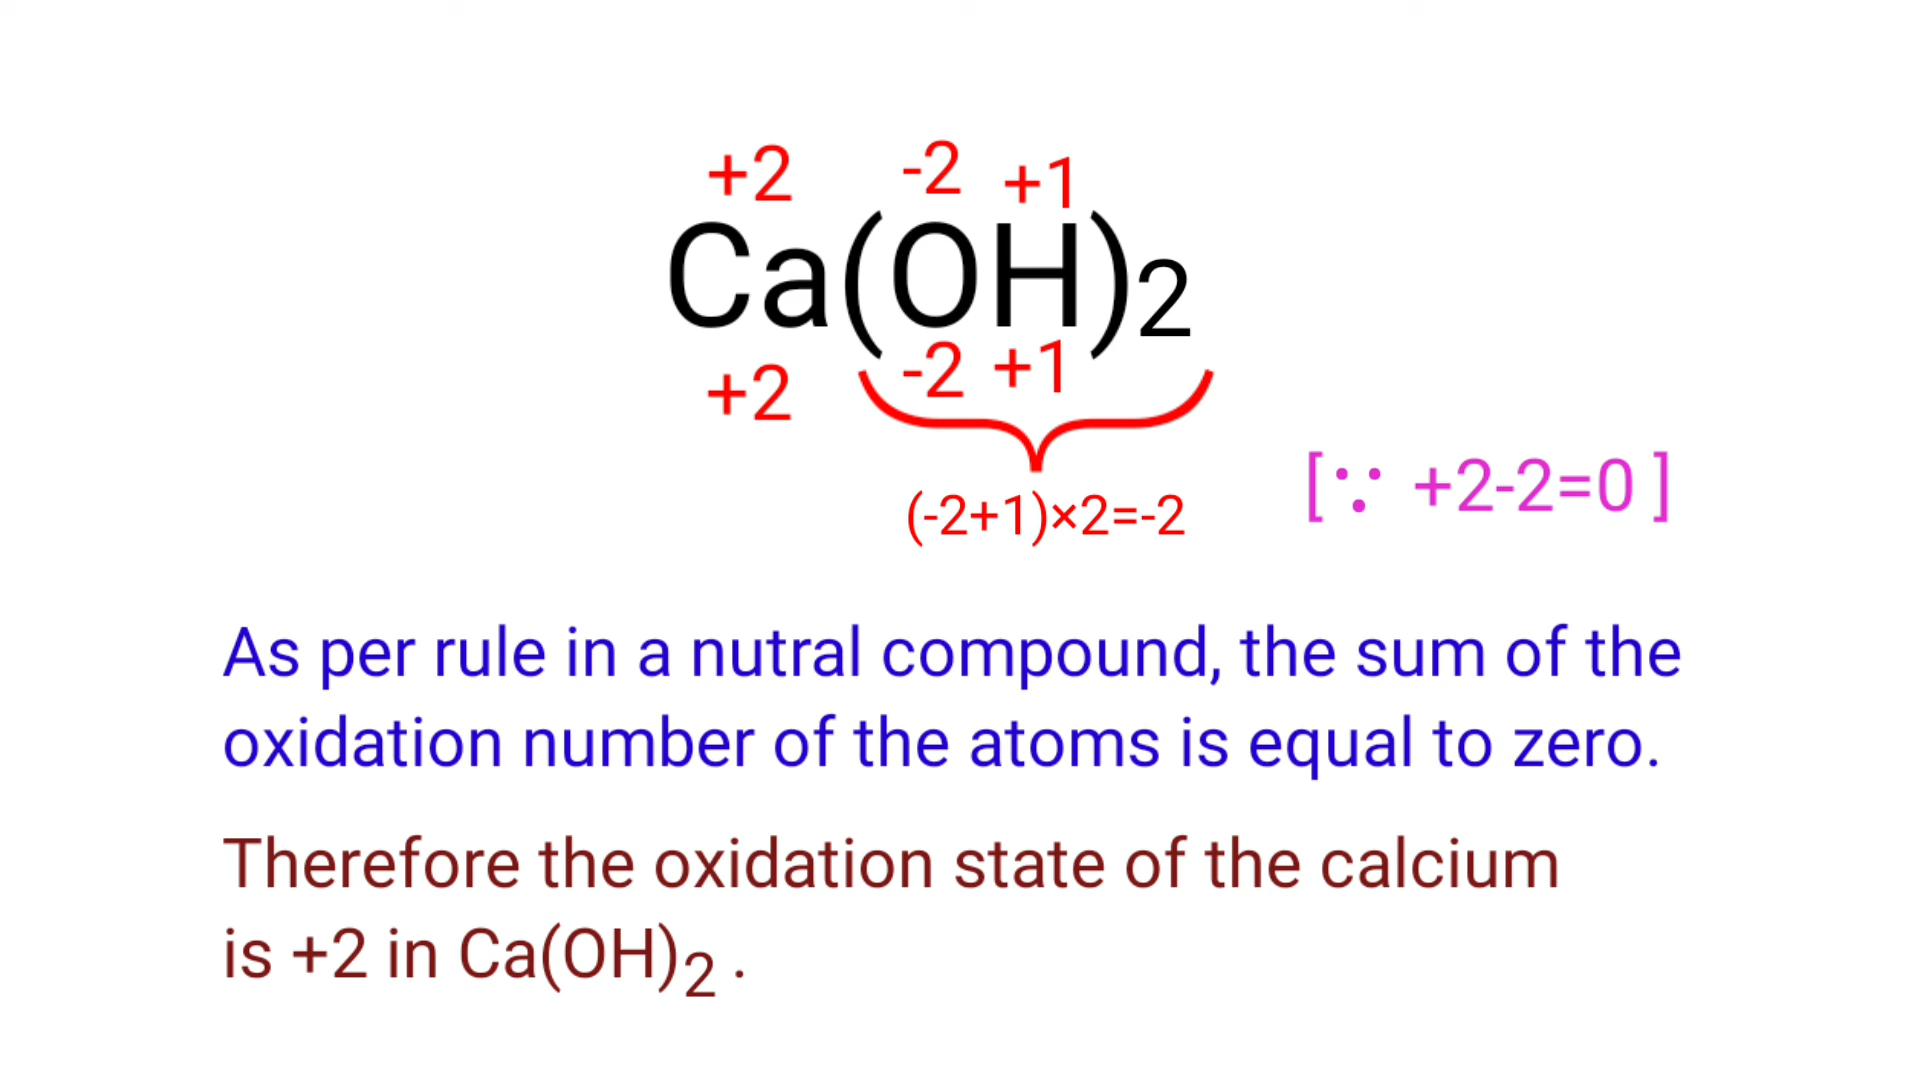 +2 -2 +1
Ca(OH)2
+2 -2 +1
(-2+1)×2=-2
[∵ +2-2=0 ]
As per rule in a nutral compound, the sum of the
oxidation number of the atoms is equal to zero.
Therefore the oxidation state of the calcium
is +2 in Ca(OH)2 .